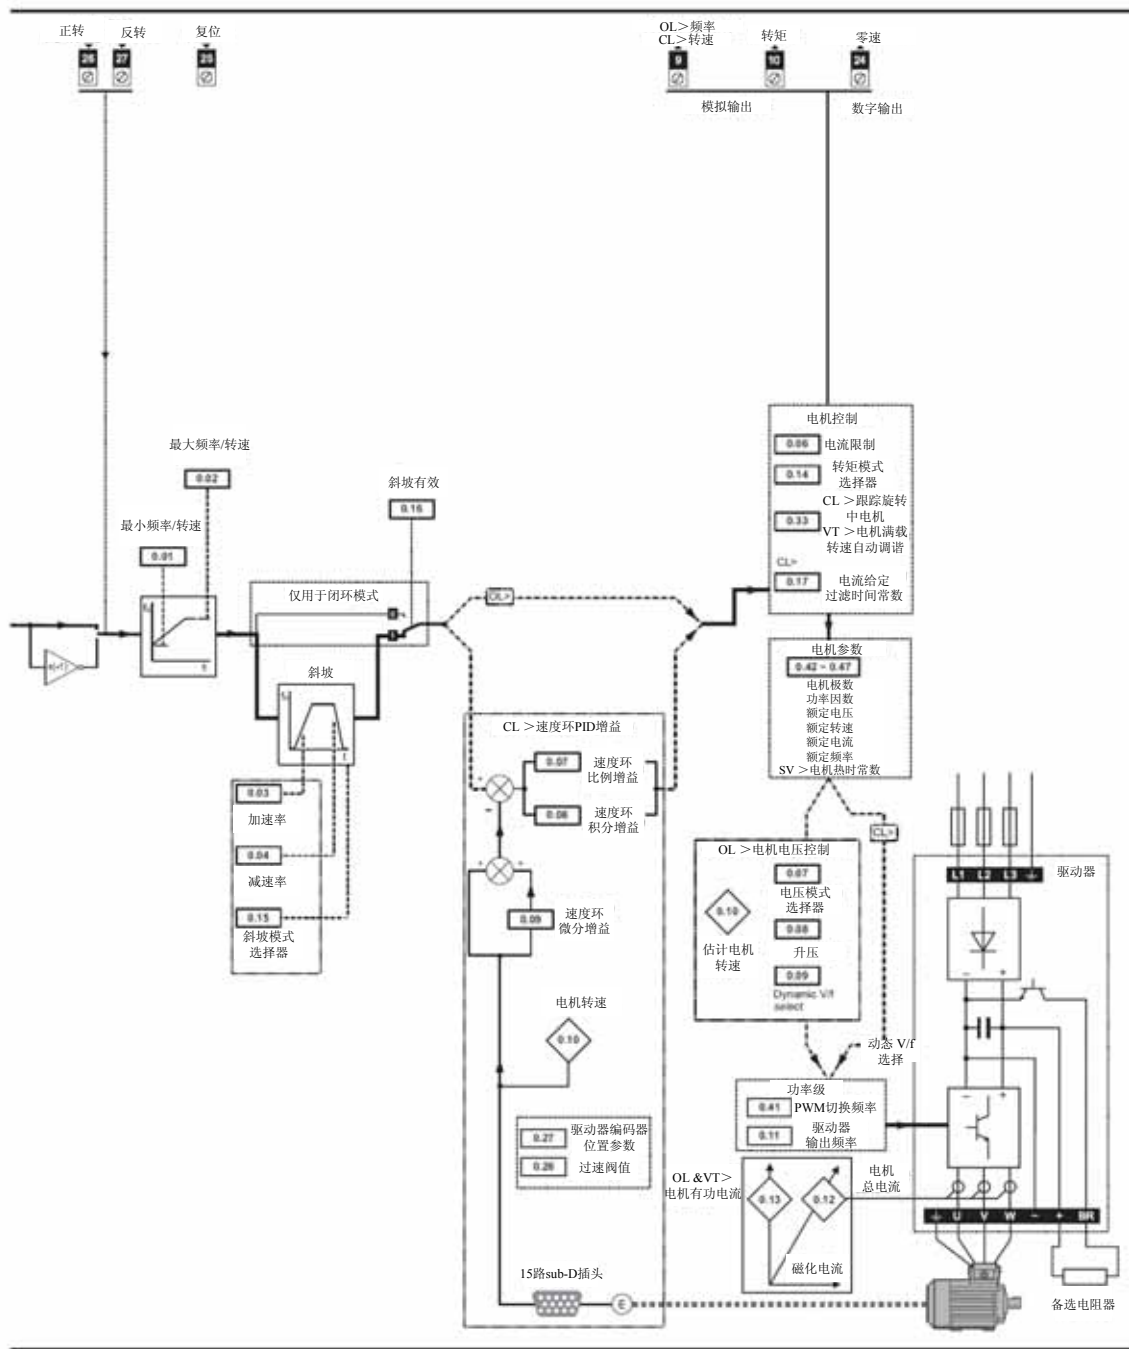 正转
反转
复位
OL＞频率
CL＞转速
转矩
零速
26
27
25
9
10
24
模拟输出
数字输出
电机控制
0.06 电流限制
0.14 转矩模式
选择器
0.33 CL＞跟踪旋转
中电机
VT＞电机满载
转速自动调谐
CL>
0.17 电流给定
过滤时间常数
最大频率/转速
0.02
最小频率/转速
0.01
斜坡有效
0.16
仅用于闭环模式
OL>
x(-1)
t
斜坡
t
0.03
加速率
0.04
减速率
0.15
斜坡模式
选择器
CL＞速度环PID增益
0.07 速度环
比例增益
0.08 速度环
积分增益
0.09 速度环
微分增益
电机转速
0.10
0.27 驱动器编码器
位置参数
0.26 过速阀值
15路sub-D插头
E
电机参数
0.42 ~ 0.47
电机极数
功率因数
额定电压
额定转速
额定电流
额定频率
SV＞电机热时常数
CL>
OL＞电机电压控制
0.07
电压模式
选择器
0.10
估计电机
转速
0.08
升压
0.09
Dynamic V/f
select
动态 V/f
选择
功率级
0.41 PWM切换频率
0.11 驱动器
输出频率
OL &VT＞
电机有功电流
0.13
0.12
磁化电流
电机
总电流
L1 L2 L3
驱动器
− +
− +
U V W − + BR
备选电阻器